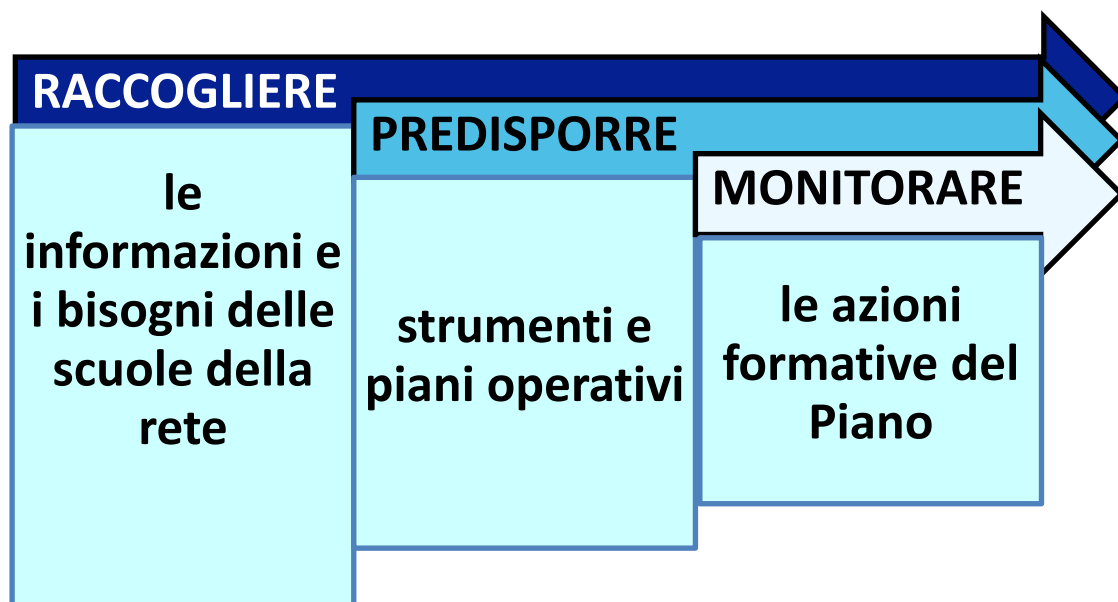 RACCOGLIERE
le
informazioni e
i bisogni delle
scuole della
rete
PREDISPORRE
strumenti e
piani operativi
MONITORARE
le azioni
formative del
Piano